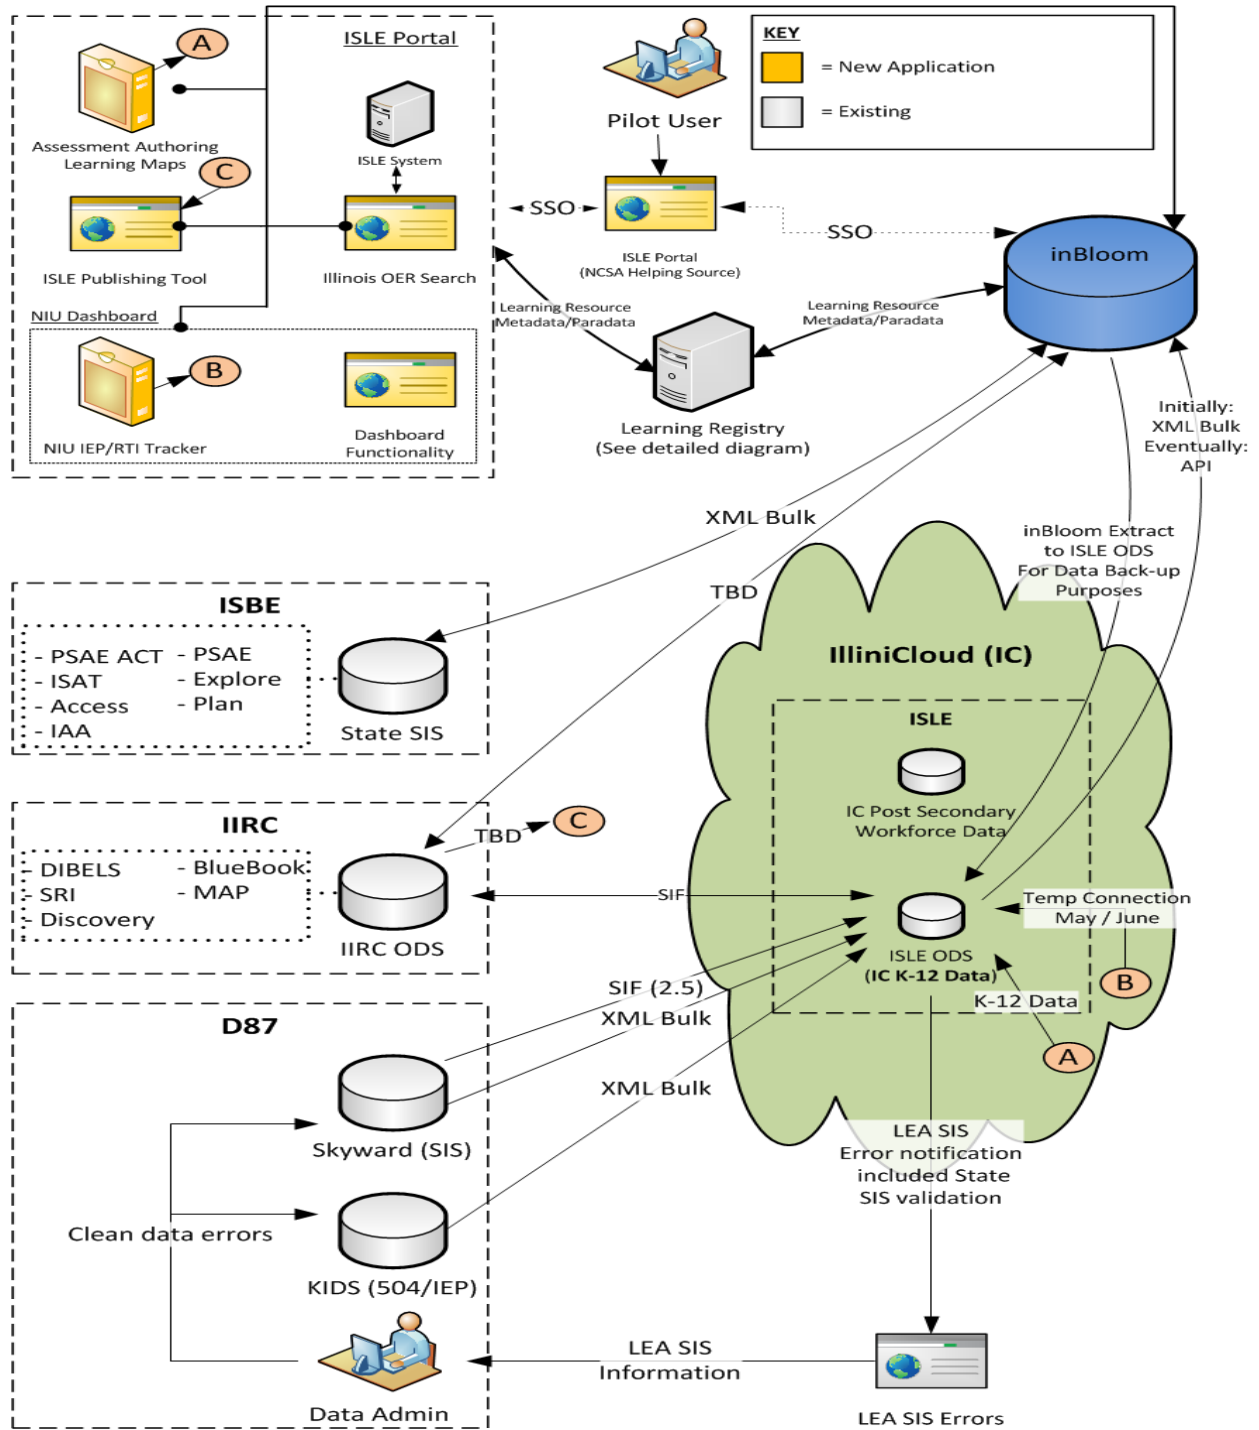 A
ISLE Portal
Assessment Authoring
Learning Maps
ISLE System
C
ISLE Publishing Tool
Illinois OER Search
NIU Dashboard
B
NIU IEP/RTI Tracker
Dashboard
Functionality
Pilot User
KEY
= New Application
= Existing
SSO
ISLE Portal
(NCSA Helping Source)
SSO
inBloom
Learning Resource
Metadata/Paradata
Learning Resource
Metadata/Paradata
Learning Registry
(See detailed diagram)
Initially:
XML Bulk
Eventually:
API
XML Bulk
TBD
inBloom Extract
to ISLE ODS
For Data Back-up
Purposes
ISBE
- PSAE ACT
- ISAT
- Access
- IAA
- PSAE
- Explore
- Plan
State SIS
IlliniCloud (IC)
ISLE
IC Post Secondary
Workforce Data
IIRC
- DIBELS
- SRI
- Discovery
- BlueBook
- MAP
IIRC ODS
TBD
C
SIF
Temp Connection
May / June
ISLE ODS
(IC K-12 Data)
B
K-12 Data
A
SIF (2.5)
XML Bulk
XML Bulk
D87
Skyward (SIS)
Clean data errors
KIDS (504/IEP)
Data Admin
LEA SIS
Error notification
included State
SIS validation
LEA SIS
Information
LEA SIS Errors